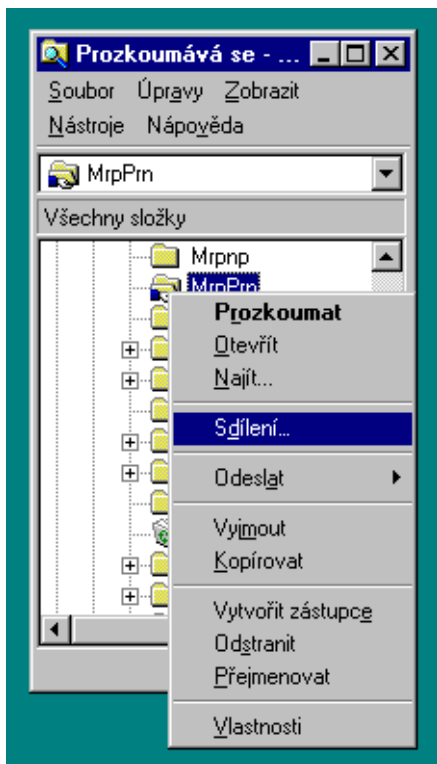 Prozkoumává se - ...
Soubor Úpravy Zobrazit
Nástroje Nápověda
MrpPrn
Všechny složky
Mrpnp
MrpPrn
Prozkoumat
Otevřít
Najít...
Sdílení...
Odeslat
Vyjmout
Kopírovat
Vytvořit zástupce
Odstranit
Přejmenovat
Vlastnosti